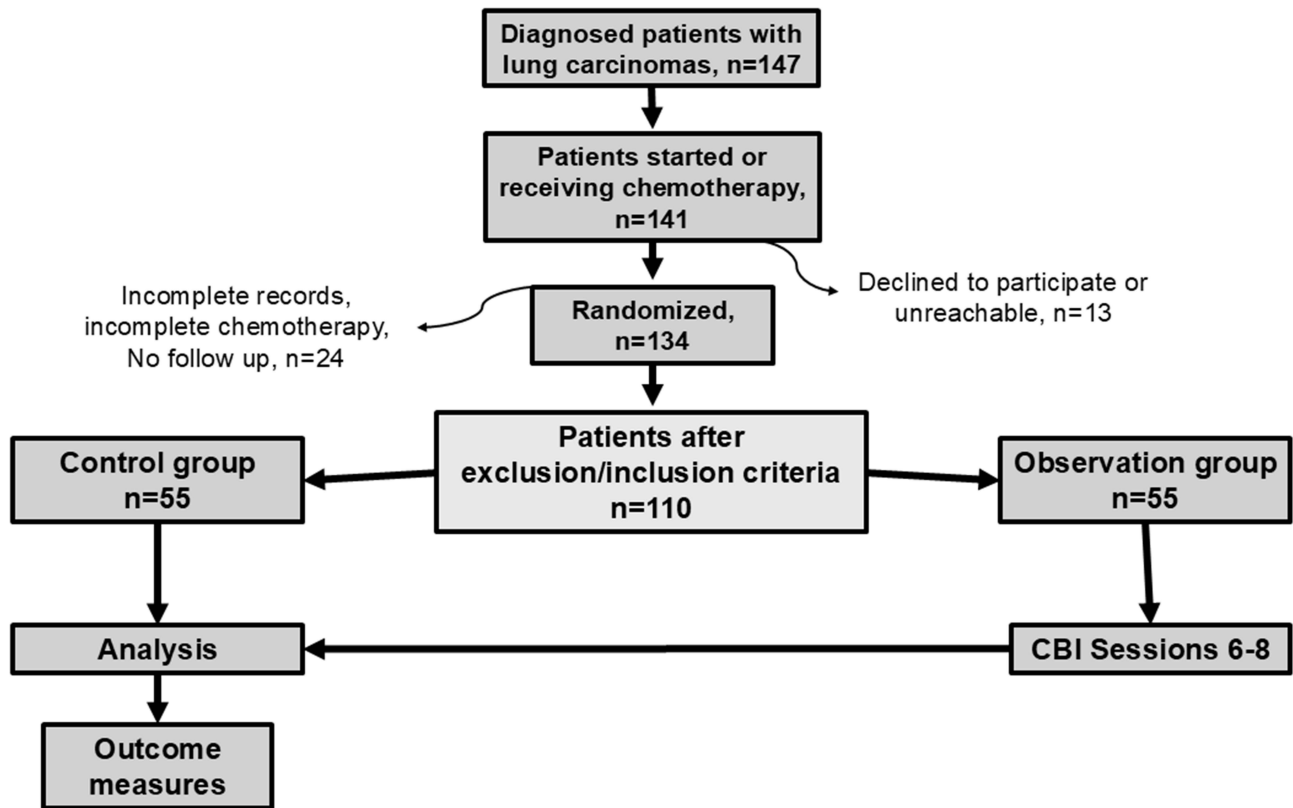 Diagnosed patients with
lung carcinomas, n=147
Patients started or
receiving chemotherapy,
n=141
Declined to participate or
unreachable, n=13
Incomplete records,
incomplete chemotherapy,
No follow up, n=24
Randomized,
n=134
Patients after
exclusion/inclusion criteria
n=110
Control group
n=55
Observation group
n=55
Analysis
CBI Sessions 6-8
Outcome
measures